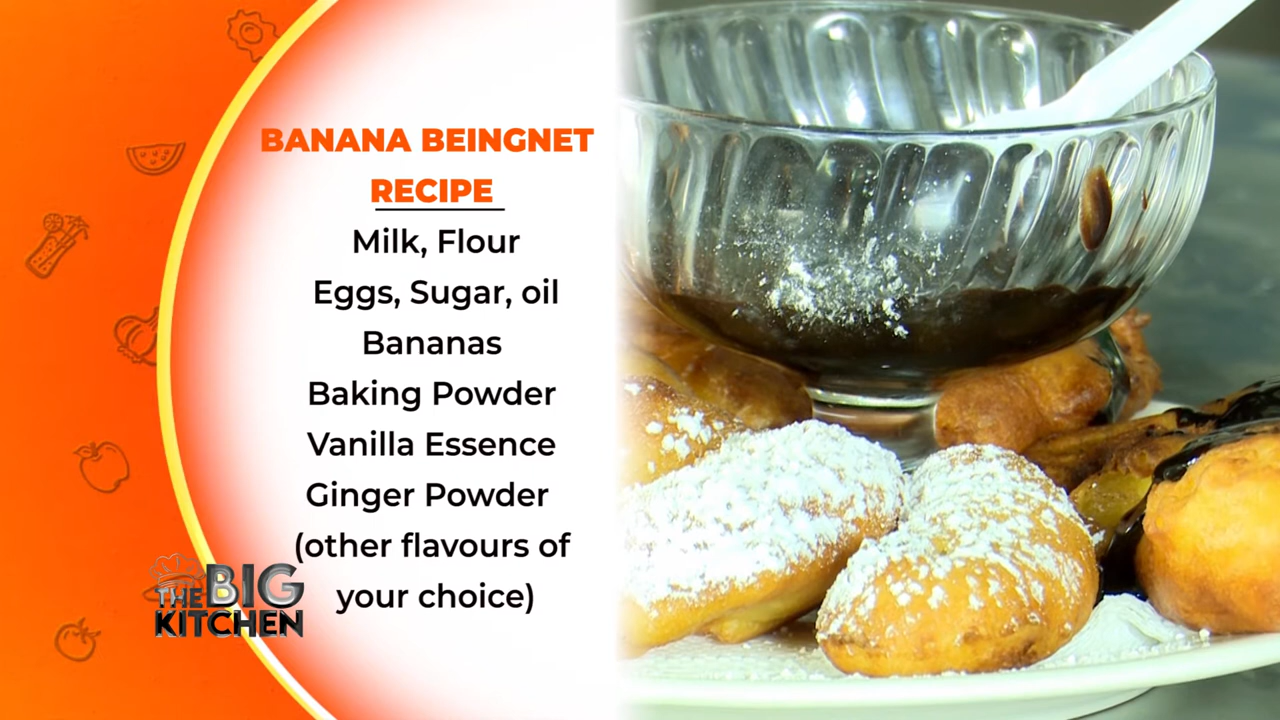 BANANA BEINGNET
RECIPE
Milk, Flour
Eggs, Sugar, oil
Bananas
Baking Powder
Vanilla Essence
Ginger Powder
(other flavours of
your choice)
THE BIG
KITCHEN